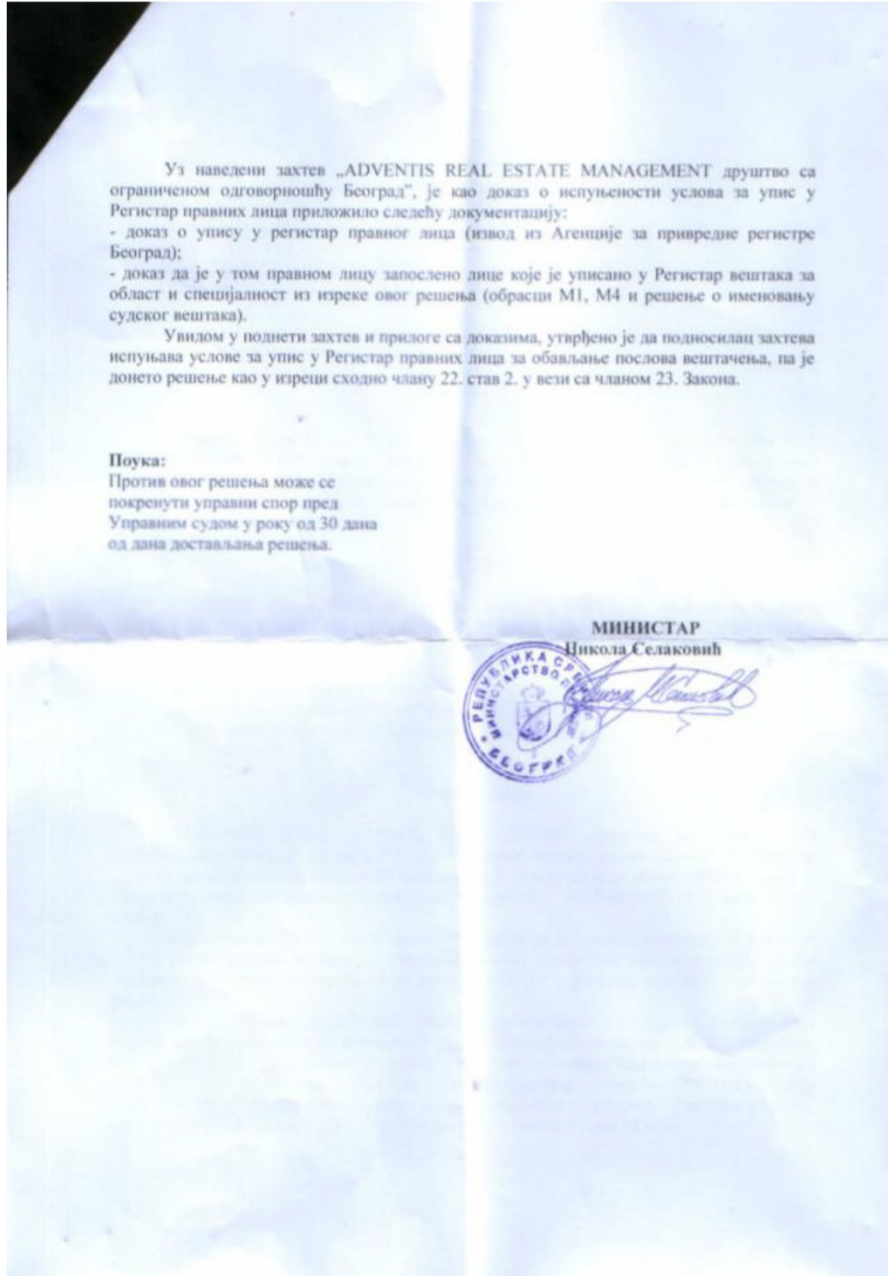 Уз наведени захтев „ADVENTIS REAL ESTATE MANAGEMENT друштво са
ограниченом одговорношћу Београд”, је као доказ о испуњености услова за упис у
Регистар правних лица приложило следећу документацију:
- доказ о упису у регистар правног лица (извод из Агенције за привредне регистре
Београд);
- доказ да је у том правном лицу запослено лице које је уписано у Регистар вештака за
област и специјалност из изреке овог решења (обрасци М1, М4 и решење о именовању
судског вештака).
Увидом у поднети захтев и прилоге са доказима, утврђено је да подносилац захтева
испуњава услове за упис у Регистар правних лица за обављање послова вештачења, па је
донето решење као у изреци сходно члану 22. став 2. у вези са чланом 23. Закона.
Поука:
Против овог решења може се
покренути управни спор пред
Управним судом у року од 30 дана
од дана достављања решења.
МИНИСТАР
Никола Селаковић
РЕПУБЛИКА
МИНИСТАРСТВО
БЕОГРАД